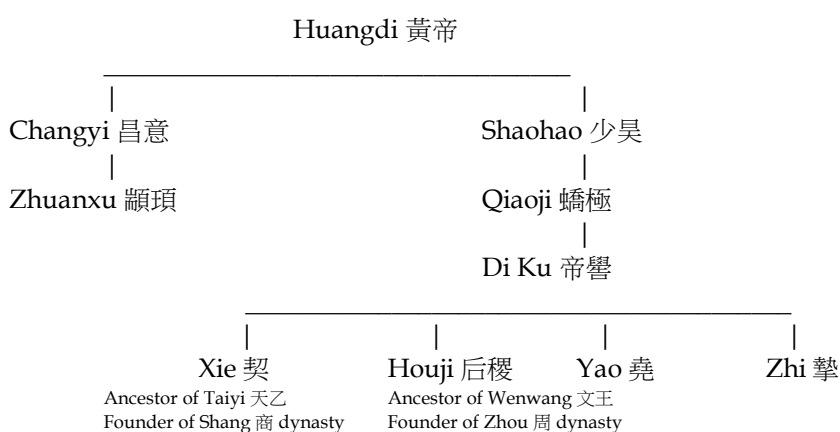 Huangdi 黃帝
Changyi 昌意 Shaohao 少昊
Zhuanxu 顓頊 Qiaoji 蟜極
Di Ku 帝嚳
Xie 契 Houji 后稷 Yao 堯 Zhi 摯
Ancestor of Taiyi 天乙 Ancestor of Wenwang 文王
Founder of Shang 商 dynasty Founder of Zhou 周 dynasty